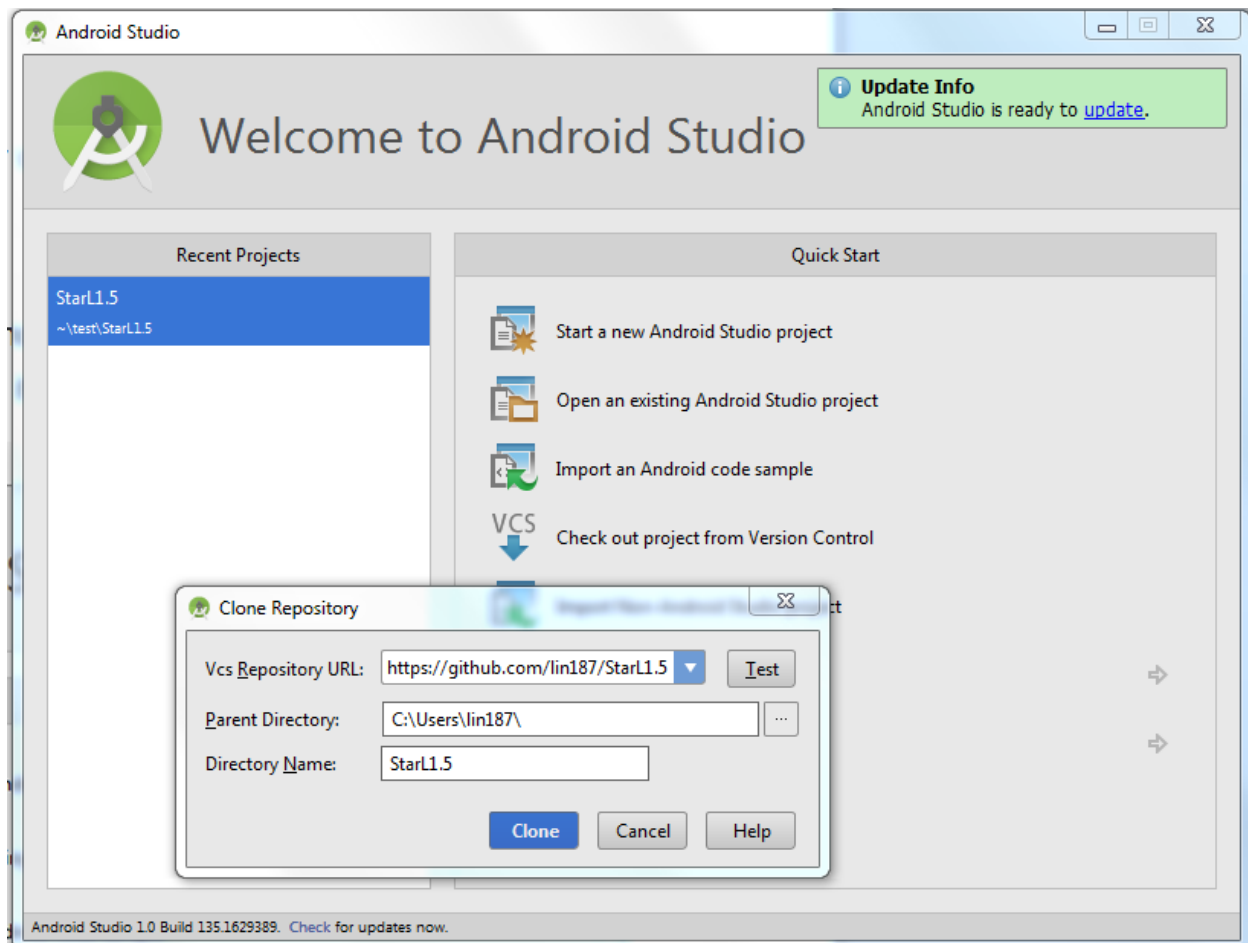 Android Studio
Update Info
Android Studio is ready to update.
Welcome to Android Studio
Recent Projects
StarL1.5
~\test\StarL1.5
Quick Start
Start a new Android Studio project
Open an existing Android Studio project
Import an Android code sample
VCS
Check out project from Version Control
Clone Repository
Vcs Repository URL:
https://github.com/lin187/StarL1.5
Test
Parent Directory:
C:\Users\lin187\
...
Directory Name:
StarL1.5
Clone
Cancel
Help
Android Studio 1.0 Build 135.1629389. Check for updates now.